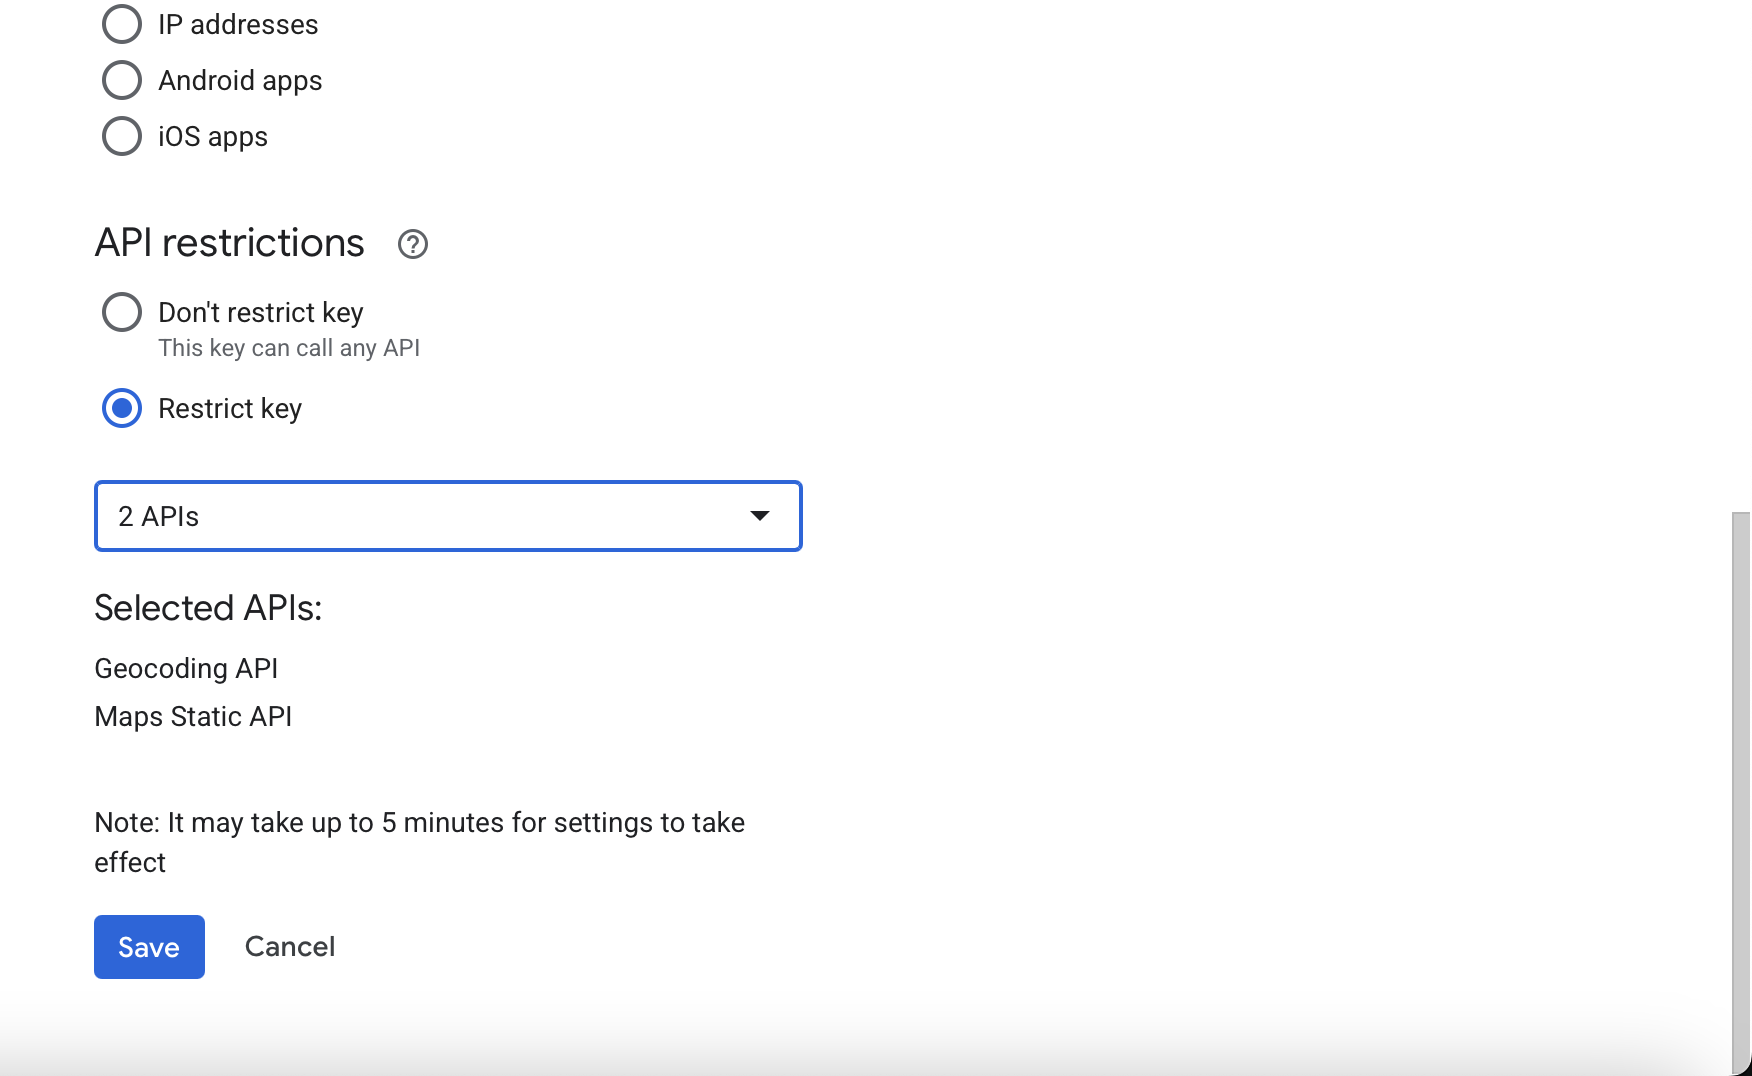 IP addresses
Android apps
iOS apps
API restrictions
Don't restrict key
This key can call any API
Restrict key
2 APIs
Selected APIs:
Geocoding API
Maps Static API
Note: It may take up to 5 minutes for settings to take
effect
Save Cancel